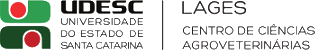 UDESC
UNIVERSIDADE
DO ESTADO DE
SANTA CATARINA
LAGES
CENTRO DE CIÊNCIAS
AGROVETERINÁRIAS